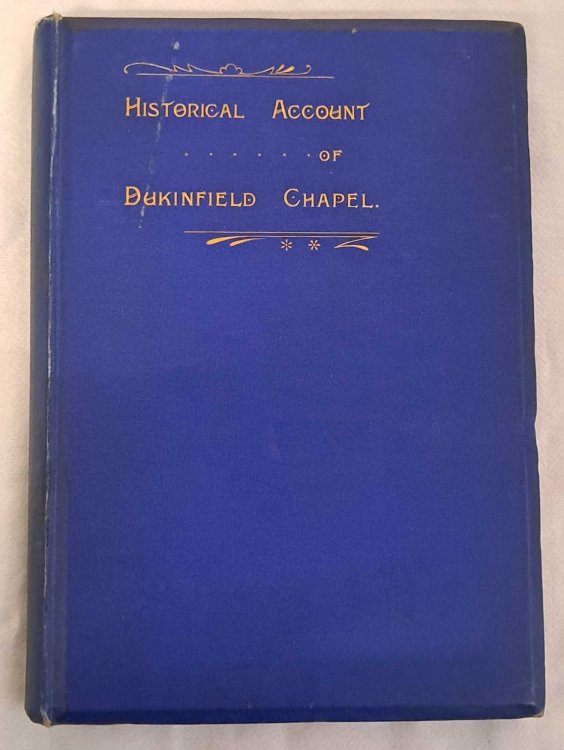 HISTORICAL ACCOUNT
. . . . . . . OF
DUKINFIELD CHAPEL.